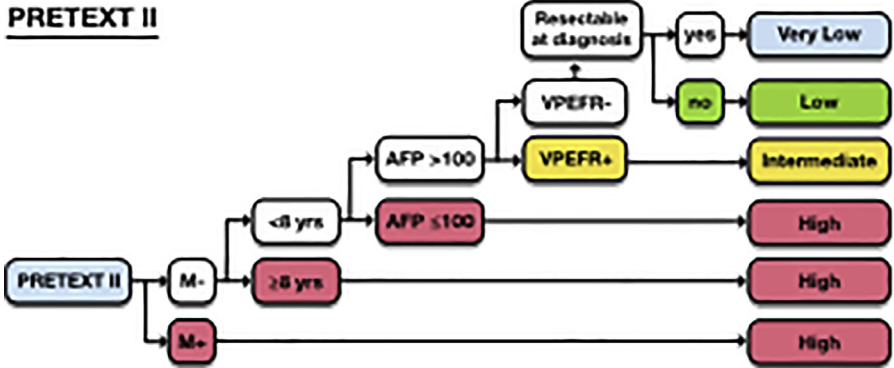 PRETEXT II
Resectable
at diagnosis
yes
Very Low
VPEFR-
no
Low
AFP >100
VPEFR+
Intermediate
<8 yrs
AFP ≤100
High
PRETEXT II
M-
≥8 yrs
High
M+
High